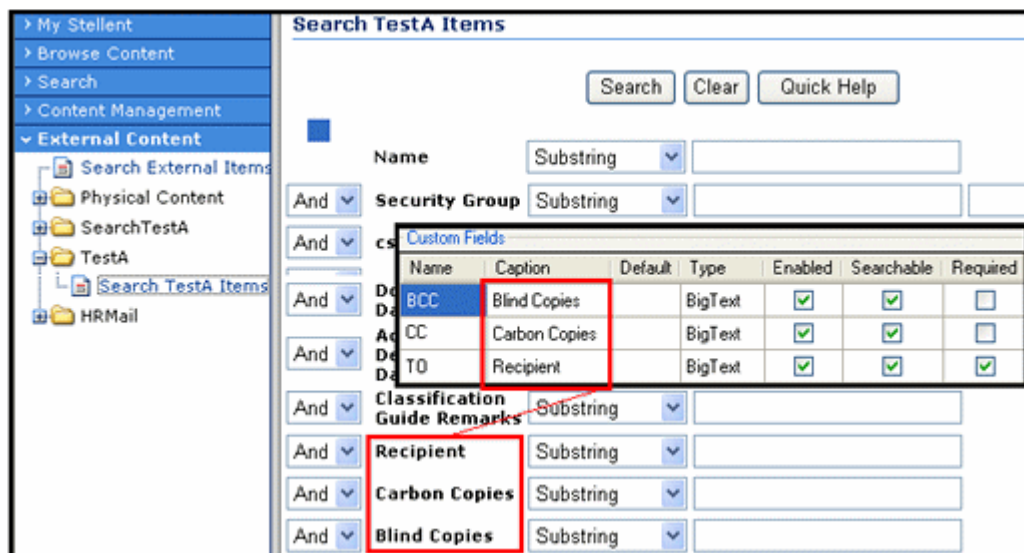 My Stellent
Browse Content
Search
Content Management
External Content
Search External Items
Physical Content
SearchTestA
TestA
Search TestA Items
HRMail
Search TestA Items
Search Clear Quick Help
Name Substring
And Security Group Substring
And cs
Custom Fields
Name Caption Default Type Enabled Searchable Required
BCC Blind Copies BigText
CC Carbon Copies BigText
TO Recipient BigText
And
And
Classification
And Guide Remarks Substring
And Recipient Substring
And Carbon Copies Substring
And Blind Copies Substring